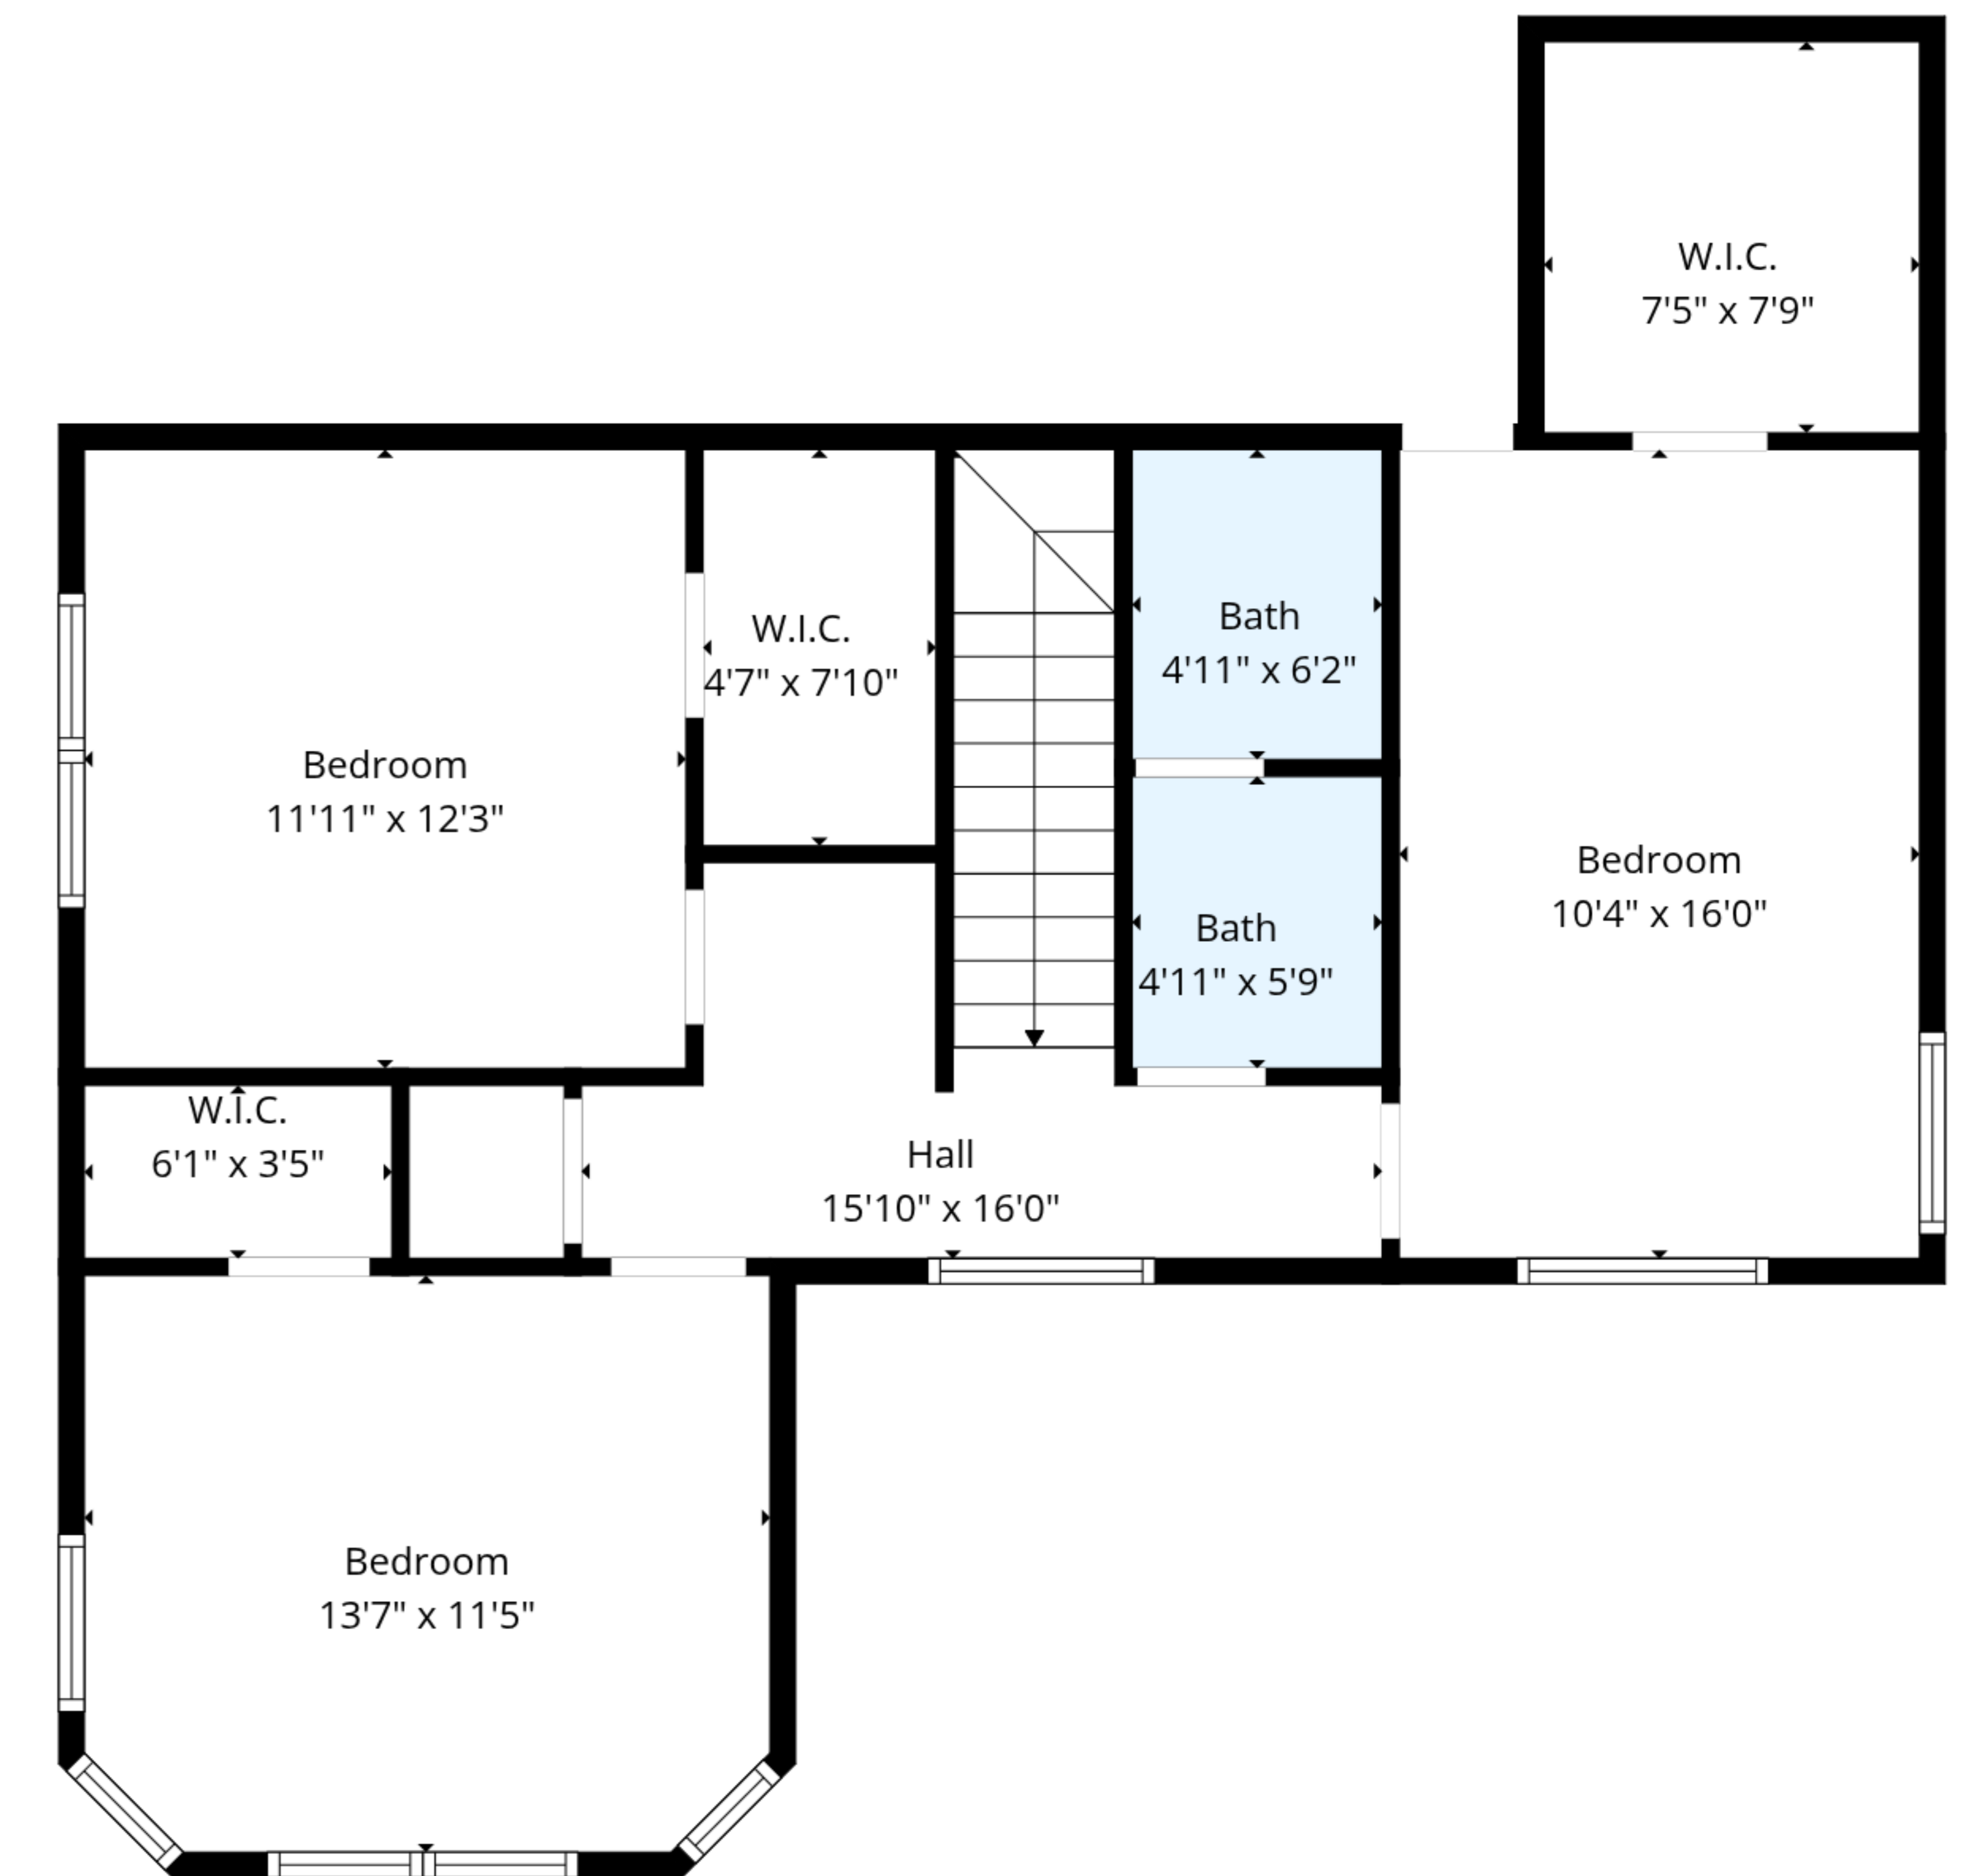 W.I.C.
7'5" x 7'9"
W.I.C.
4'7" x 7'10"
Bath
4'11" x 6'2"
Bedroom
11'11" x 12'3"
Bedroom
10'4" x 16'0"
Bath
4'11" x 5'9"
W.I.C.
6'1" x 3'5"
Hall
15'10" x 16'0"
Bedroom
13'7" x 11'5"